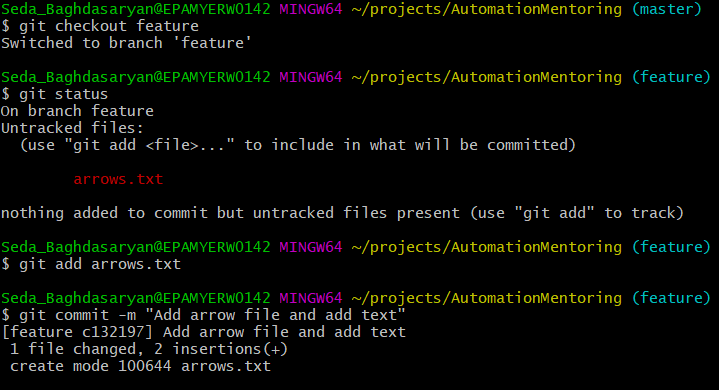 Seda_Baghdasaryan@EPAMYERW0142 MINGW64 ~/projects/AutomationMentoring (master)
$ git checkout feature
Switched to branch 'feature'

Seda_Baghdasaryan@EPAMYERW0142 MINGW64 ~/projects/AutomationMentoring (feature)
$ git status
On branch feature
Untracked files:
  (use "git add <file>..." to include in what will be committed)

        arrows.txt

nothing added to commit but untracked files present (use "git add" to track)

Seda_Baghdasaryan@EPAMYERW0142 MINGW64 ~/projects/AutomationMentoring (feature)
$ git add arrows.txt

Seda_Baghdasaryan@EPAMYERW0142 MINGW64 ~/projects/AutomationMentoring (feature)
$ git commit -m "Add arrow file and add text"
[feature c132197] Add arrow file and add text
 1 file changed, 2 insertions(+)
 create mode 100644 arrows.txt